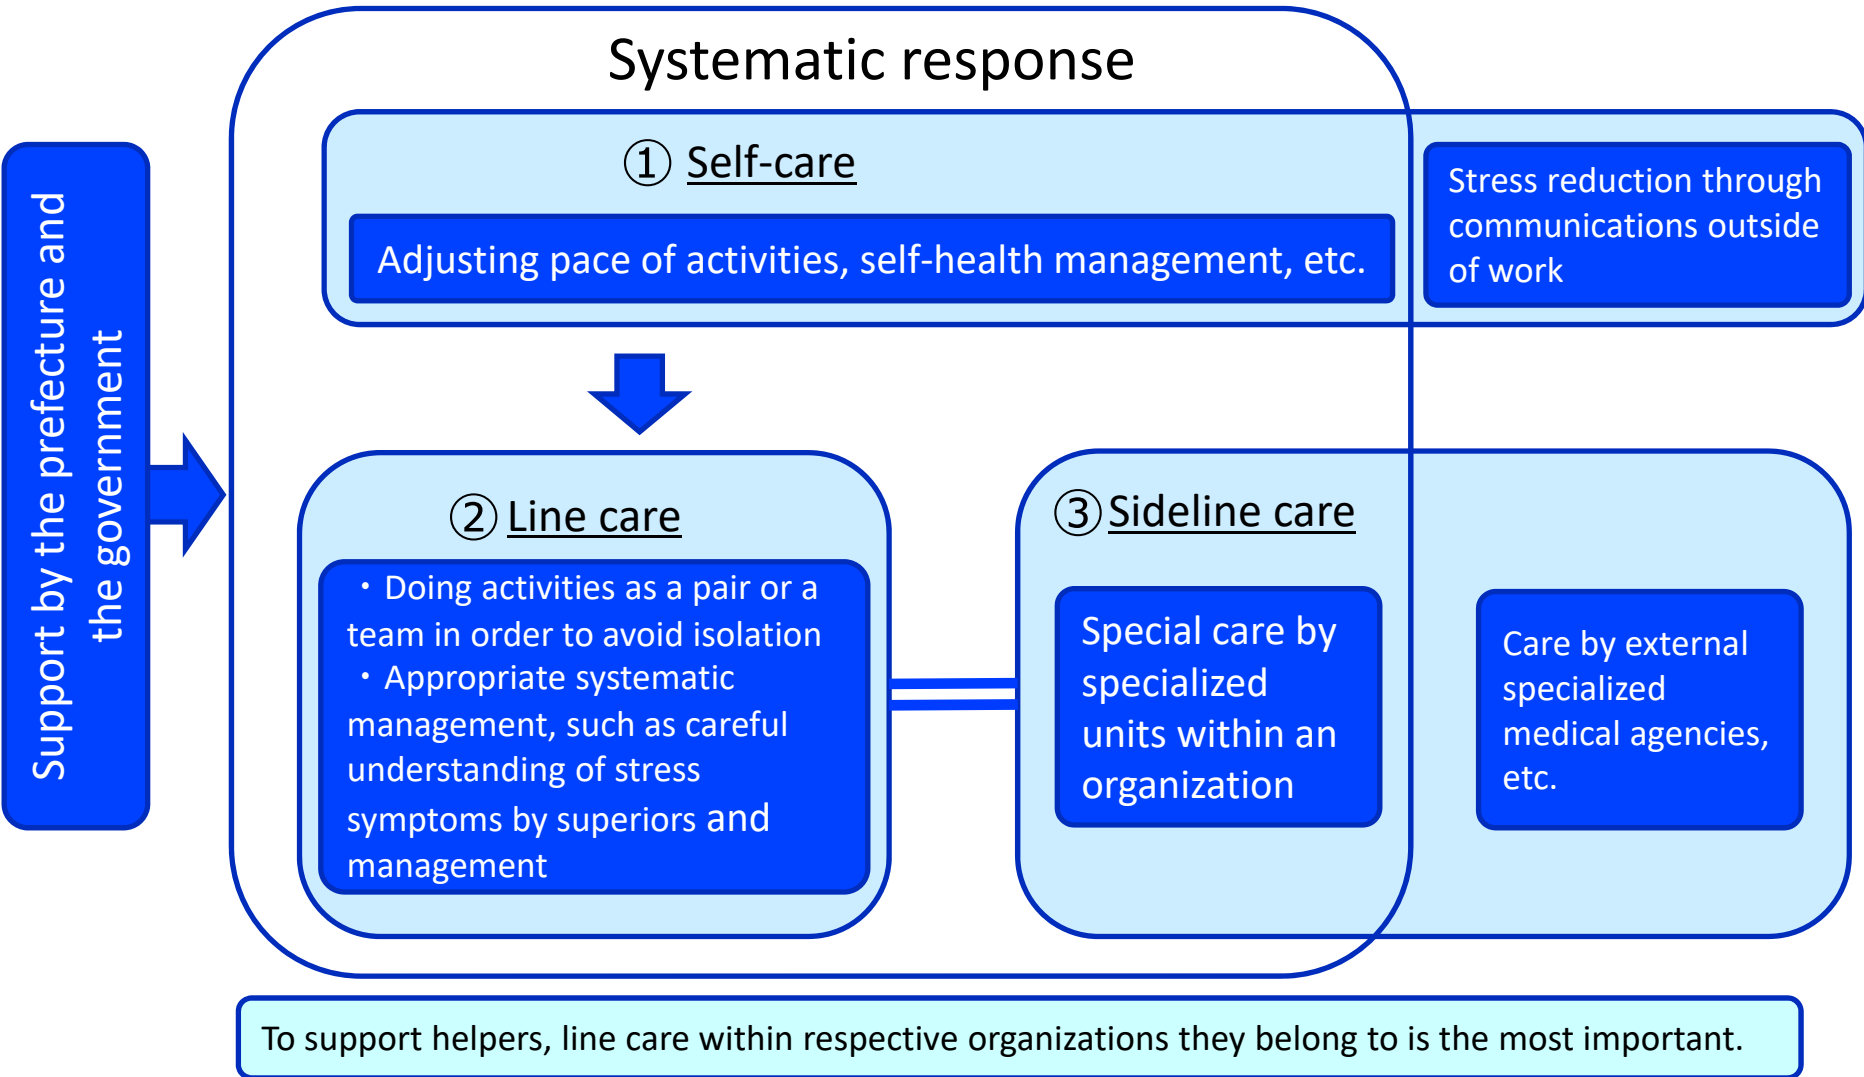 Systematic response
Support by the prefecture and
the government
① Self-care
Adjusting pace of activities, self-health management, etc.
Stress reduction through
communications outside
of work
② Line care
・Doing activities as a pair or a
team in order to avoid isolation
・Appropriate systematic
management, such as careful
understanding of stress
symptoms by superiors and
management
③ Sideline care
Special care by
specialized
units within an
organization
Care by external
specialized
medical agencies,
etc.
To support helpers, line care within respective organizations they belong to is the most important.